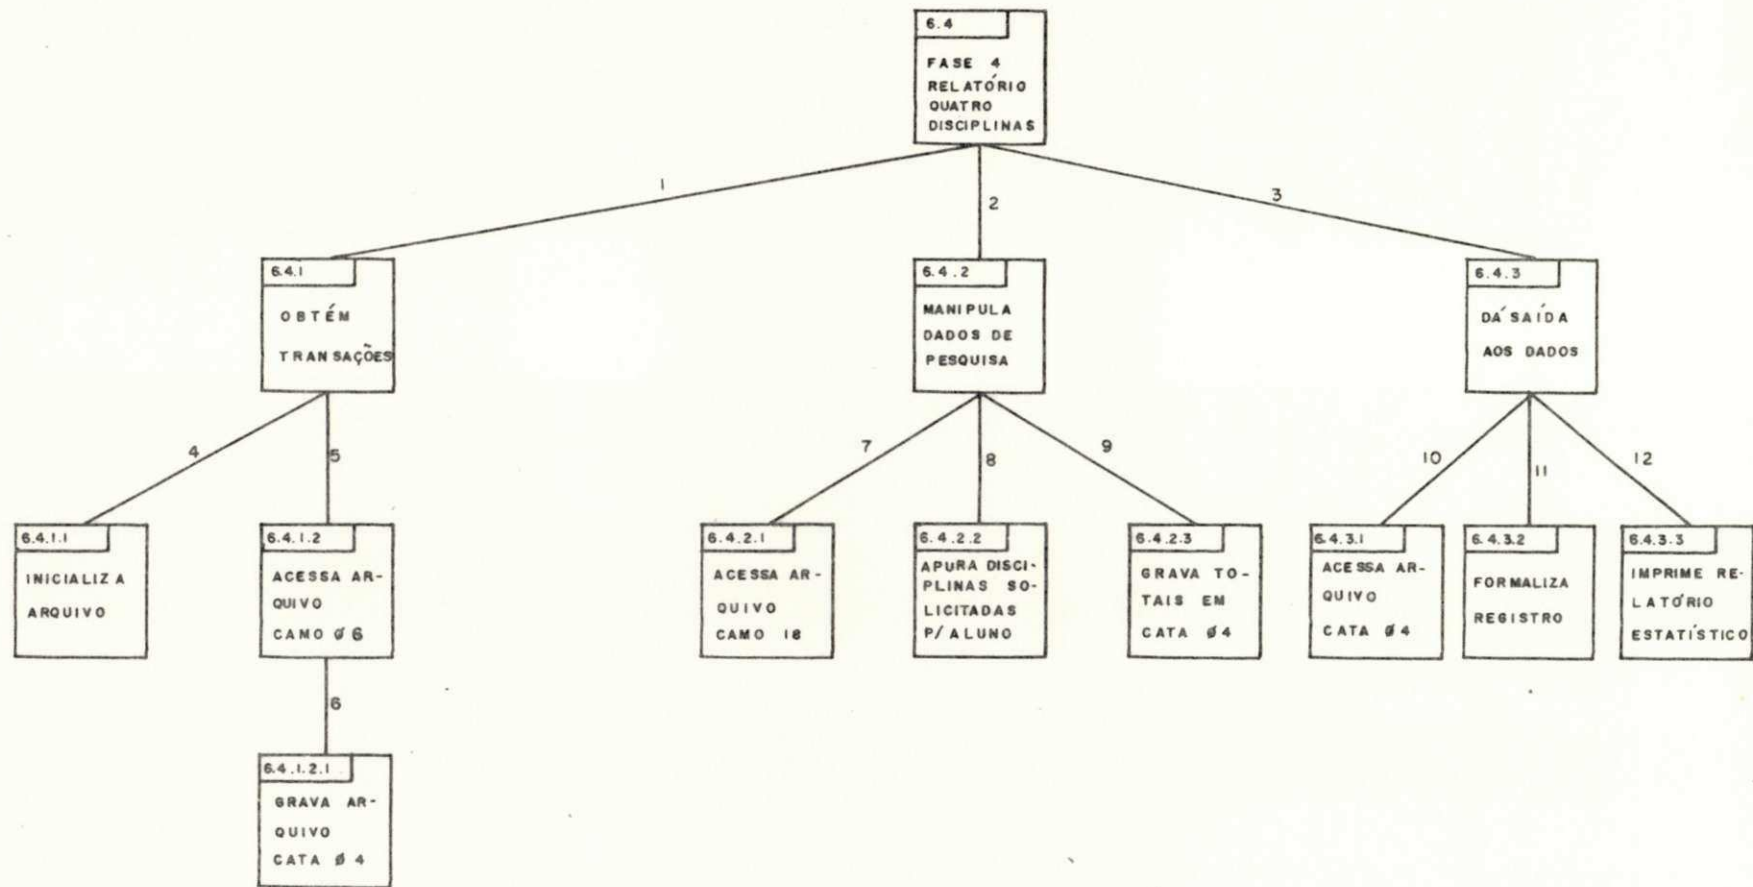 6.4
FASE 4
RELATÓRIO
QUATRO
DISCIPLINAS
1
2
3
6.4.1
OBTÉM
TRANSAÇÕES
6.4.2
MANIPULA
DADOS DE
PESQUISA
6.4.3
DÁ SAÍDA
AOS DADOS
4
5
7
8
9
10
11
12
6.4.1.1
INICIALIZA
ARQUIVO
6.4.1.2
ACESSA AR-
QUIVO
CAMO Ø6
6.4.2.1
ACESSA AR-
QUIVO
CAMO 18
6.4.2.2
APURA DISCI-
PLINAS SO-
LICITADAS
P/ ALUNO
6.4.2.3
GRAVA TO-
TAIS EM
CATA Ø4
6.4.3.1
ACESSA AR-
QUIVO
CATA Ø4
6.4.3.2
FORMALIZA
REGISTRO
6.4.3.3
IMPRIME RE-
LATÓRIO
ESTATÍSTICO
6
6.4.1.2.1
GRAVA AR-
QUIVO
CATA Ø4